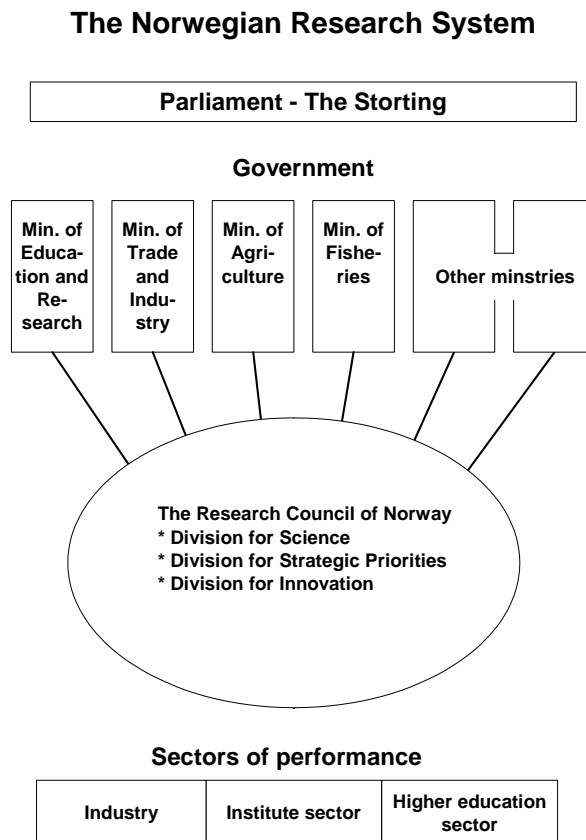 The Norwegian Research System
Parliament - The Storting
Government
Min. of
Educa-
tion and
Re-
search
Min. of
Trade
and
Indu-
stry
Min. of
Agri-
culture
Min. of
Fishe-
ries
Other minstries
The Research Council of Norway
* Division for Science
* Division for Strategic Priorities
* Division for Innovation
Sectors of performance
Industry
Institute sector
Higher education
sector